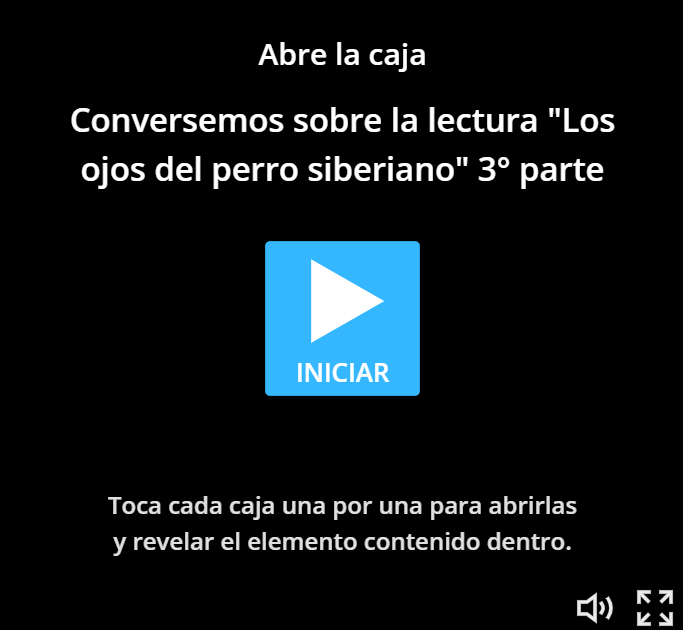 Abre la caja
Conversemos sobre la lectura "Los
ojos del perro siberiano" 3° parte
INICIAR
Toca cada caja una por una para abrirlas
y revelar el elemento contenido dentro.